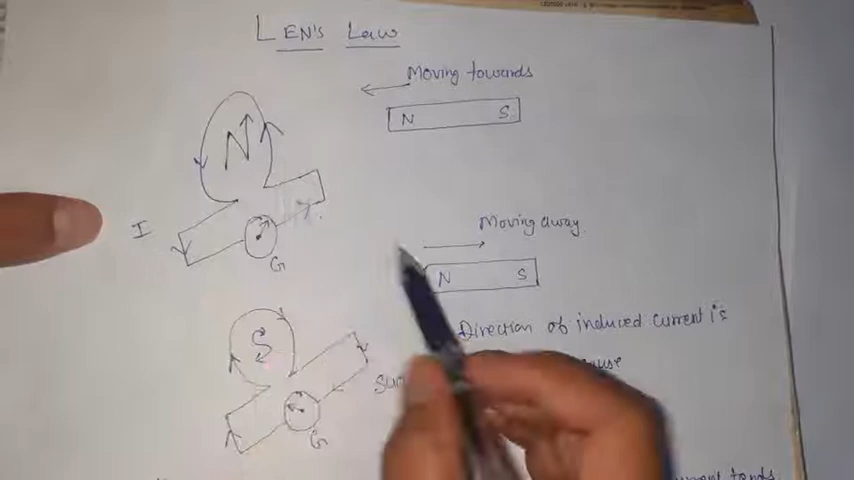 LEN's Law
Moving towards
N S
N
I
G
Moving away
N S
S
Direction of induced current is
G